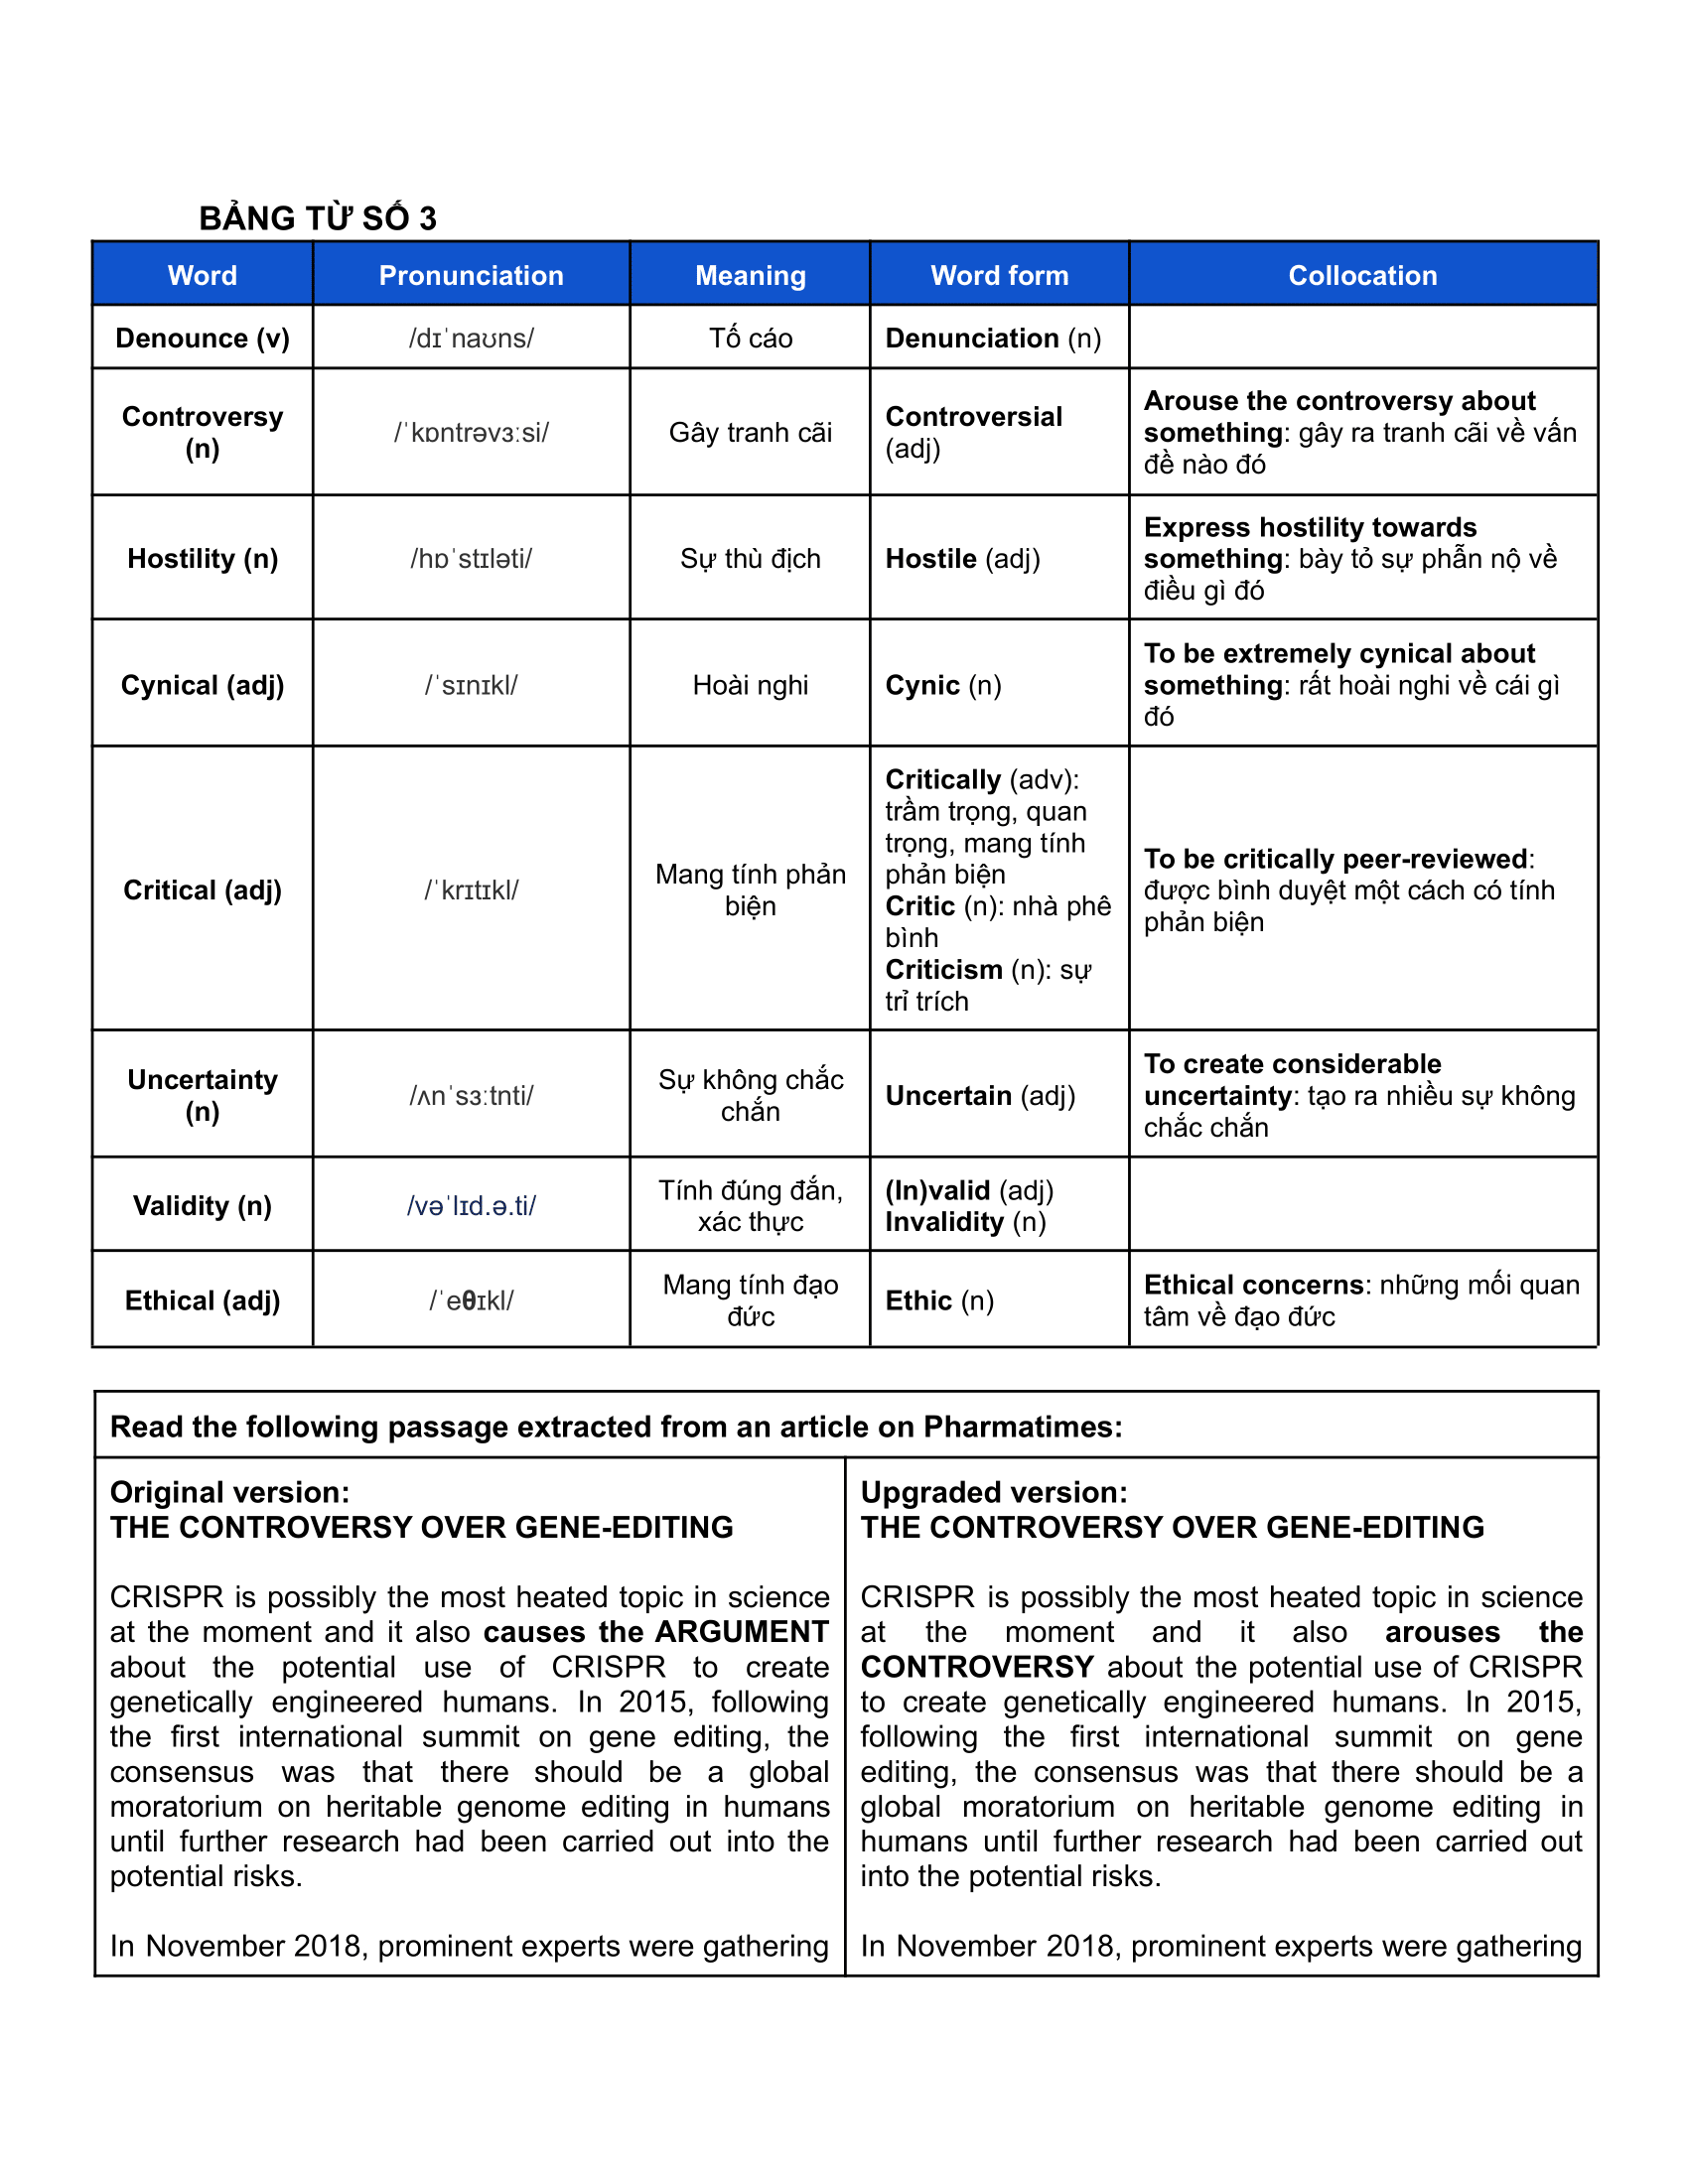 BẢNG TỪ SỐ 3
Word Pronunciation Meaning Word form Collocation
Denounce (v) /dɪˈnaʊns/ Tố cáo Denunciation (n)
Controversy
(n)
/ˈkɒntrəvɜːsi/
Gây tranh cãi
Controversial
(adj)
Arouse the controversy about
something: gây ra tranh cãi về vấn
đề nào đó
Hostility (n)
/hɒˈstɪləti/
Sự thù địch
Hostile (adj)
Express hostility towards
something: bày tỏ sự phẫn nộ về
điều gì đó
Cynical (adj)
/ˈsɪnɪkl/
Hoài nghi
Cynic (n)
To be extremely cynical about
something: rất hoài nghi về cái gì
đó
Critical (adj)
/ˈkrɪtɪkl/
Mang tính phản
biện
Critically (adv):
trầm trọng, quan
trọng, mang tính
phản biện
Critic (n): nhà phê
bình
Criticism (n): sự
trỉ trích
To be critically peer-reviewed:
được bình duyệt một cách có tính
phản biện
Uncertainty
(n)
/ʌnˈsɜːtnti/
Sự không chắc
chắn
Uncertain (adj)
To create considerable
uncertainty: tạo ra nhiều sự không
chắc chắn
Validity (n)
/vəˈlɪd.ə.ti/
Tính đúng đắn,
xác thực
(In)valid (adj)
Invalidity (n)
Ethical (adj)
/ˈeθɪkl/
Mang tính đạo
đức
Ethic (n)
Ethical concerns: những mối quan
tâm về đạo đức
Read the following passage extracted from an article on Pharmatimes:
Original version:
THE CONTROVERSY OVER GENE-EDITING
CRISPR is possibly the most heated topic in science
at the moment and it also causes the ARGUMENT
about the potential use of CRISPR to create
genetically engineered humans. In 2015, following
the first international summit on gene editing, the
consensus was that there should be a global
moratorium on heritable genome editing in humans
until further research had been carried out into the
potential risks.
In November 2018, prominent experts were gathering
Upgraded version:
THE CONTROVERSY OVER GENE-EDITING
CRISPR is possibly the most heated topic in science
at the moment and it also arouses the
CONTROVERSY about the potential use of CRISPR
to create genetically engineered humans. In 2015,
following the first international summit on gene
editing, the consensus was that there should be a
global moratorium on heritable genome editing in
humans until further research had been carried out
into the potential risks.
In November 2018, prominent experts were gathering